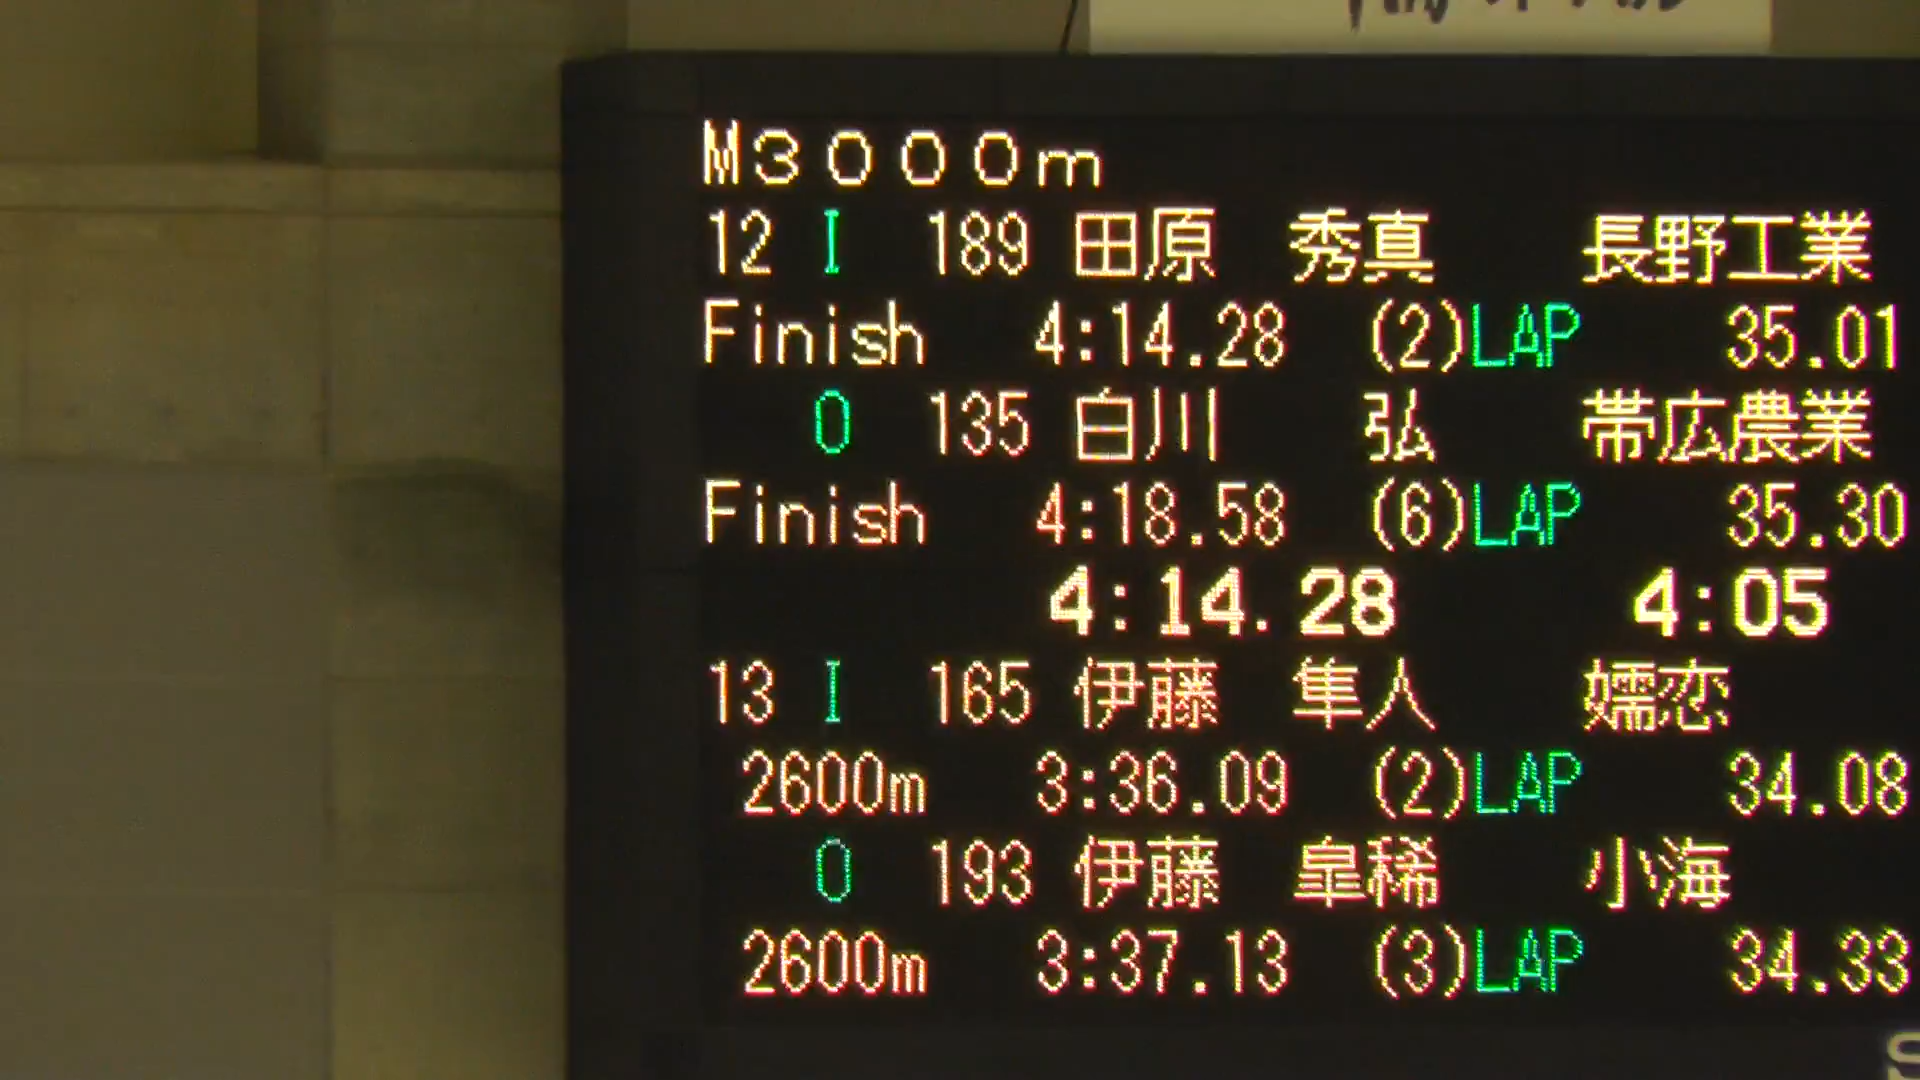 M3000m
12 I 189 田原 秀真 長野工業
Finish 4:14.28 (2)LAP 35.01
O 135 白川 弘 帯広農業
Finish 4:18.58 (6)LAP 35.30
4:14.28 4:05
13 I 165 伊藤 隼人 嬬恋
2600m 3:36.09 (2)LAP 34.08
O 193 伊藤 皐稀 小海
2600m 3:37.13 (3)LAP 34.33